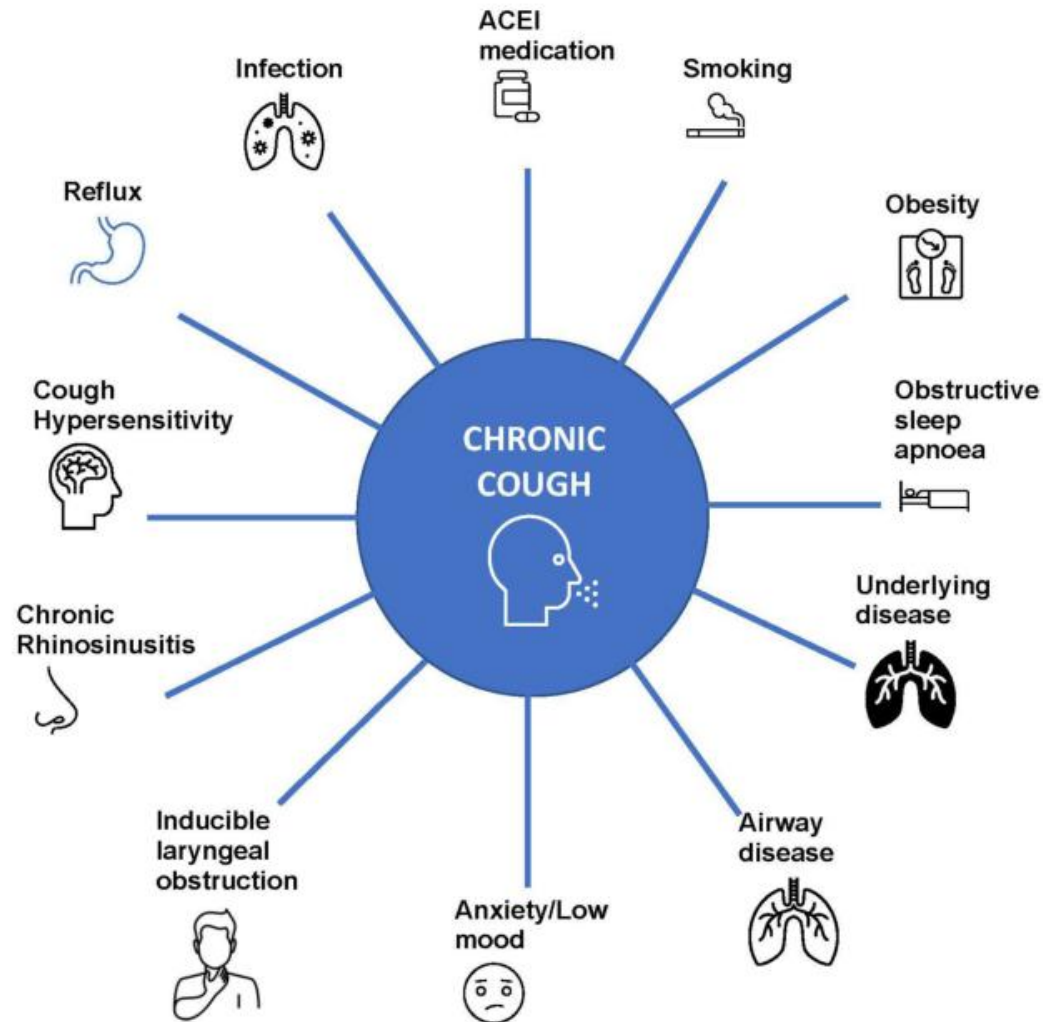 ACEI
medication
Smoking
Infection
Obesity
Reflux
Obstructive
sleep
apnoea
Cough
Hypersensitivity
CHRONIC
COUGH
Underlying
disease
Chronic
Rhinosinusitis
Airway
disease
Inducible
laryngeal
obstruction
Anxiety/Low
mood